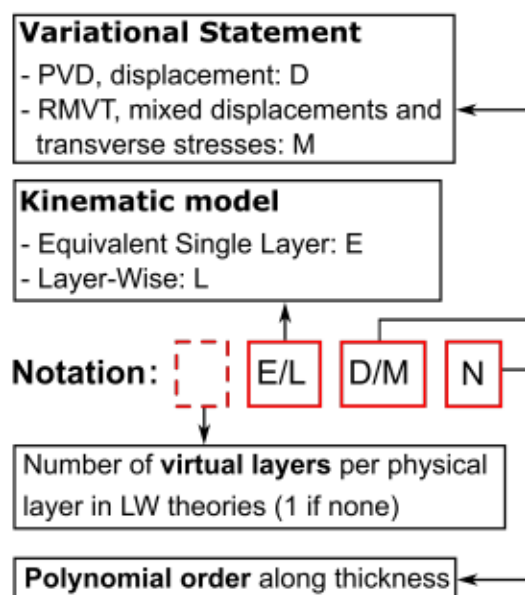 Variational Statement
- PVD, displacement: D
- RMVT, mixed displacements and
transverse stresses: M
Kinematic model
- Equivalent Single Layer: E
- Layer-Wise: L
Notation: E/L D/M N
Number of virtual layers per physical
layer in LW theories (1 if none)
Polynomial order along thickness